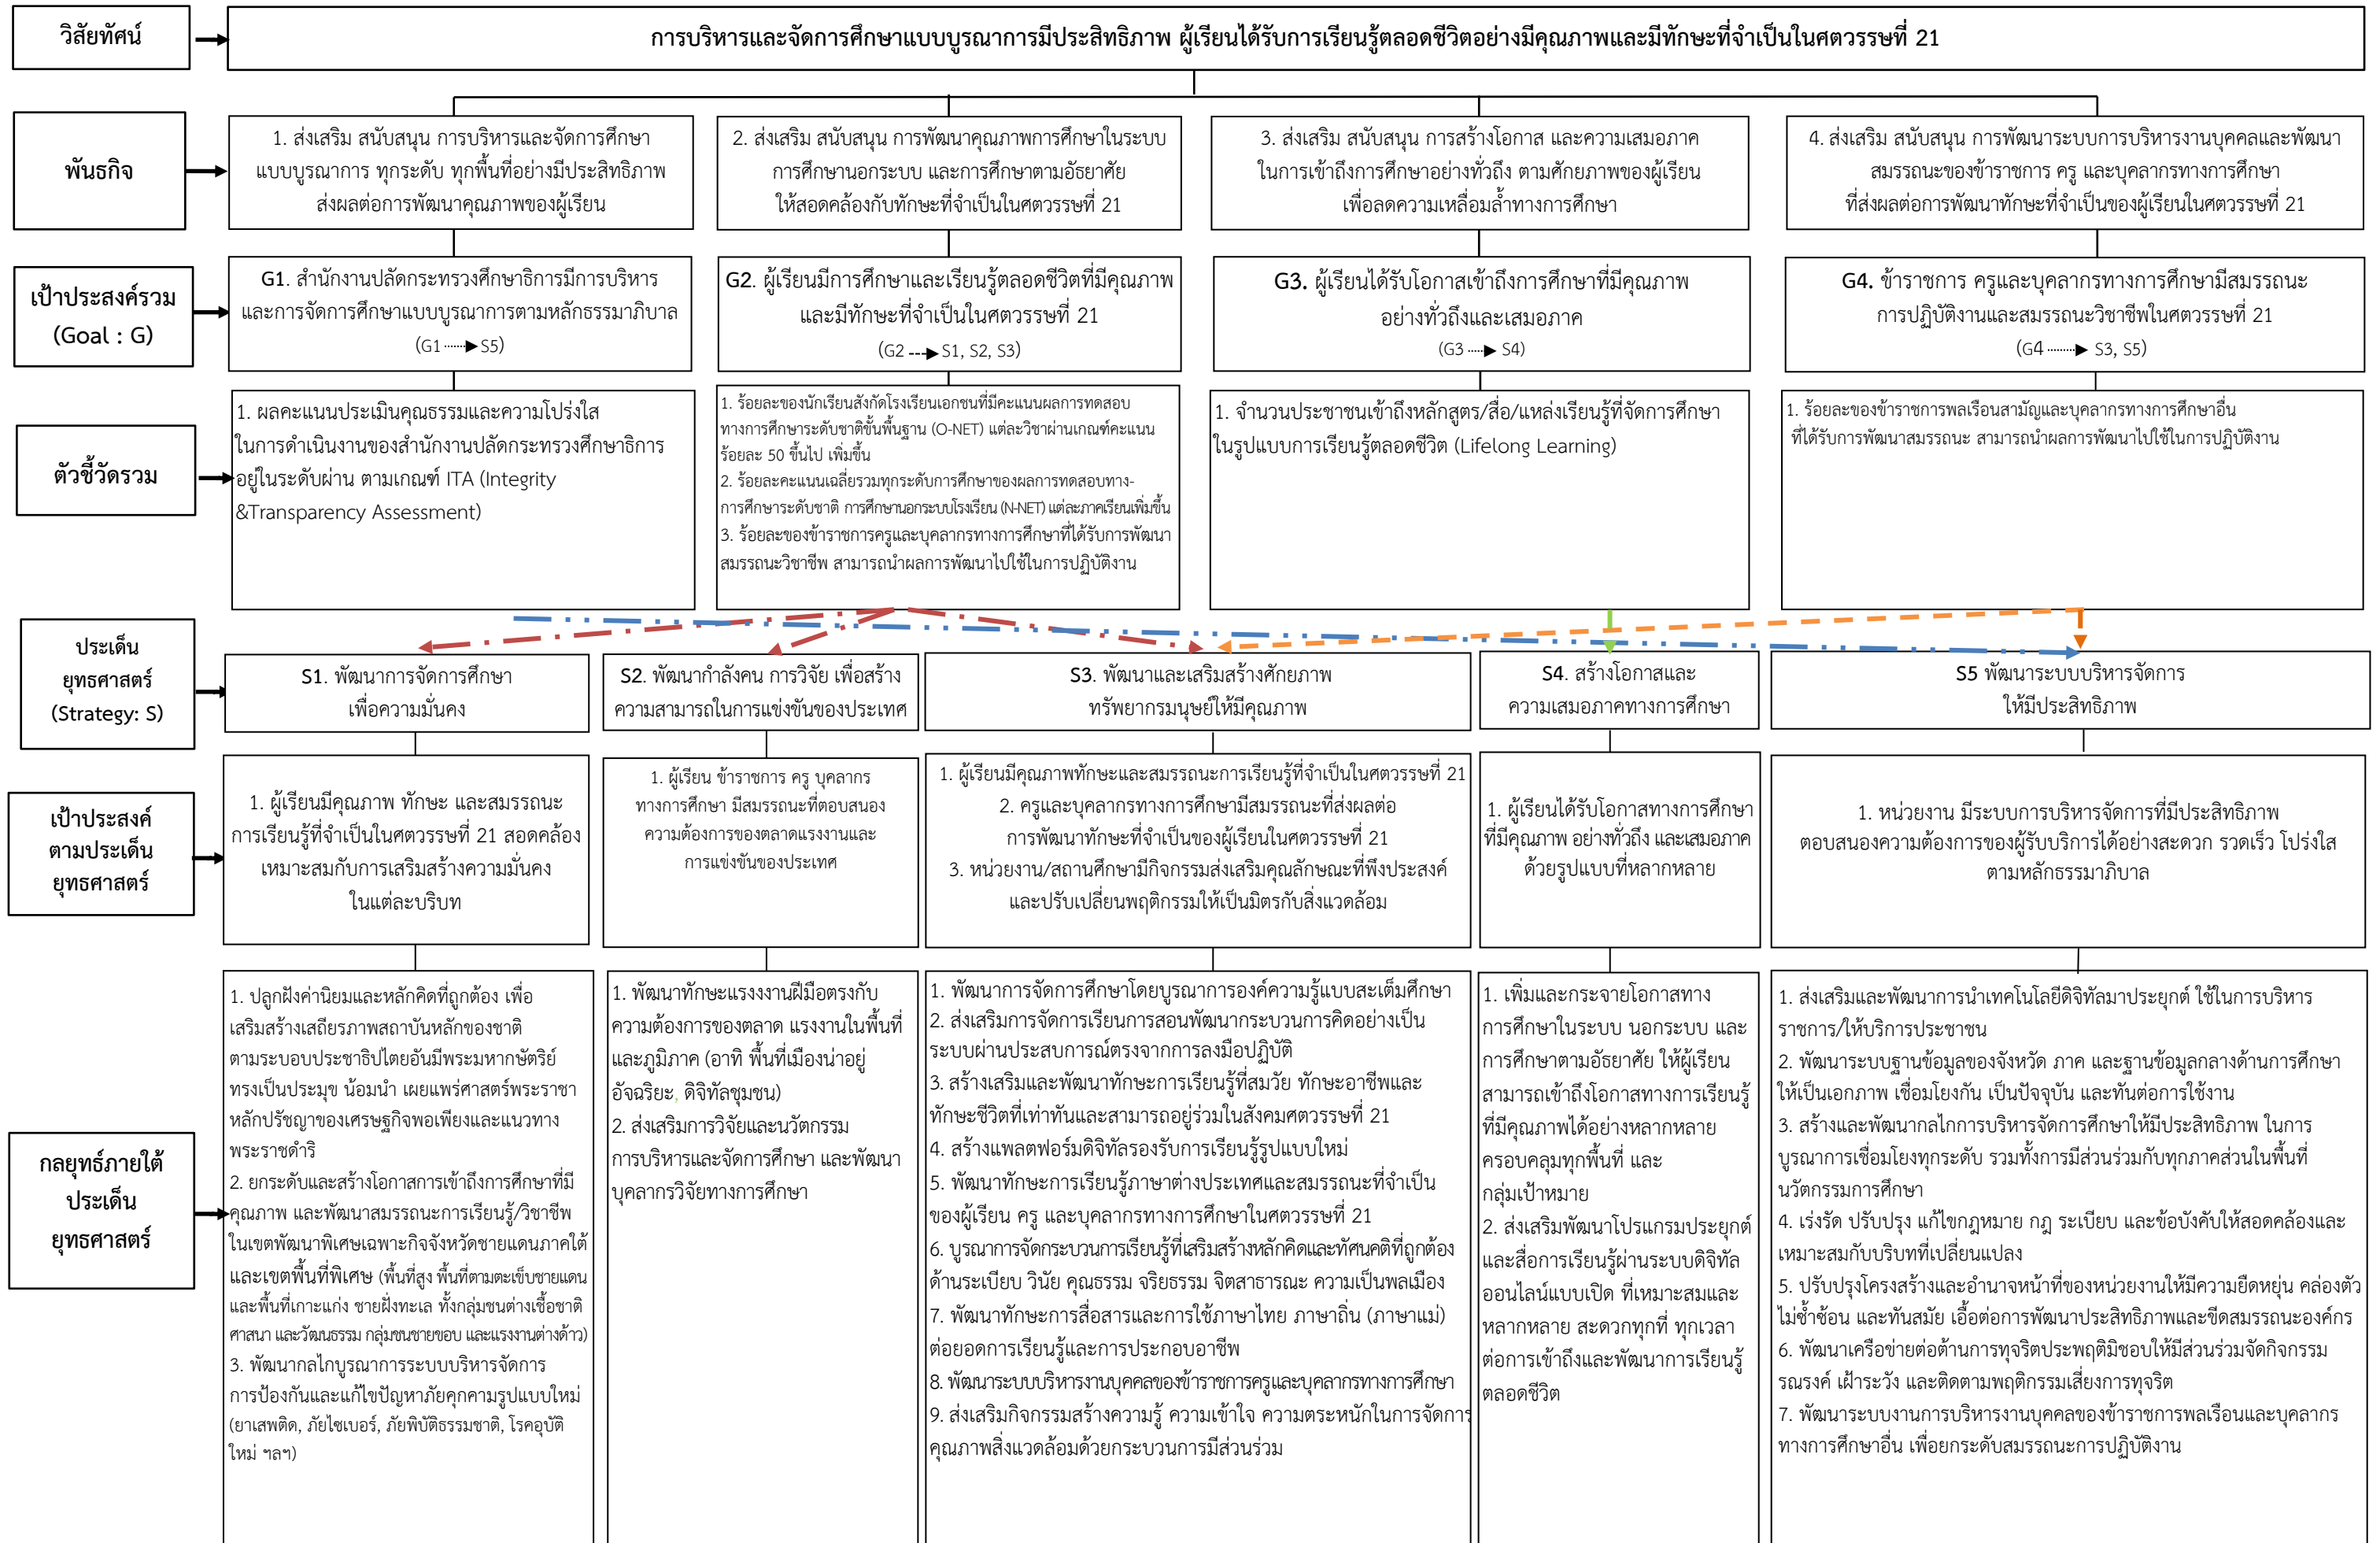 วิสัยทัศน์
การบริหารและจัดการศึกษาแบบบูรณาการมีประสิทธิภาพ ผู้เรียนได้รับการเรียนรู้ตลอดชีวิตอย่างมีคุณภาพและมีทักษะที่จำเป็นในศตวรรษที่ 21
พันธกิจ
1. ส่งเสริม สนับสนุน การบริหารและจัดการศึกษา
แบบบูรณาการ ทุกระดับ ทุกพื้นที่อย่างมีประสิทธิภาพ
ส่งผลต่อการพัฒนาคุณภาพของผู้เรียน
2. ส่งเสริม สนับสนุน การพัฒนาคุณภาพการศึกษาในระบบ
การศึกษานอกระบบ และการศึกษาตามอัธยาศัย
ให้สอดคล้องกับทักษะที่จำเป็นในศตวรรษที่ 21
3. ส่งเสริม สนับสนุน การสร้างโอกาส และความเสมอภาค
ในการเข้าถึงการศึกษาอย่างทั่วถึง ตามศักยภาพของผู้เรียน
เพื่อลดความเหลื่อมล้ำทางการศึกษา
4. ส่งเสริม สนับสนุน การพัฒนาระบบการบริหารงานบุคคลและพัฒนา
สมรรถนะของข้าราชการ ครู และบุคลากรทางการศึกษา
ที่ส่งผลต่อการพัฒนาทักษะที่จำเป็นของผู้เรียนในศตวรรษที่ 21
เป้าประสงค์รวม
(Goal : G)
G1. สำนักงานปลัดกระทรวงศึกษาธิการมีการบริหาร
และการจัดการศึกษาแบบบูรณาการตามหลักธรรมาภิบาล
(G1 S5)
G2. ผู้เรียนมีการศึกษาและเรียนรู้ตลอดชีวิตที่มีคุณภาพ
และมีทักษะที่จำเป็นในศตวรรษที่ 21
(G2 S1, S2, S3)
G3. ผู้เรียนได้รับโอกาสเข้าถึงการศึกษาที่มีคุณภาพ
อย่างทั่วถึงและเสมอภาค
(G3 S4)
G4. ข้าราชการ ครูและบุคลากรทางการศึกษามีสมรรถนะ
การปฏิบัติงานและสมรรถนะวิชาชีพในศตวรรษที่ 21
(G4 S3, S5)
ตัวชี้วัดรวม
1. ผลคะแนนประเมินคุณธรรมและความโปร่งใส
ในการดำเนินงานของสำนักงานปลัดกระทรวงศึกษาธิการ
อยู่ในระดับผ่าน ตามเกณฑ์ ITA (Integrity
&Transparency Assessment)
1. ร้อยละของนักเรียนสังกัดโรงเรียนเอกชนที่มีคะแนนผลการทดสอบ
ทางการศึกษาระดับชาติขั้นพื้นฐาน (O-NET) แต่ละวิชาผ่านเกณฑ์คะแนน
ร้อยละ 50 ขึ้นไป เพิ่มขึ้น
2. ร้อยละคะแนนเฉลี่ยรวมทุกระดับการศึกษาของผลการทดสอบทาง-
การศึกษาระดับชาติ การศึกษานอกระบบโรงเรียน (N-NET) แต่ละภาคเรียนเพิ่มขึ้น
3. ร้อยละของข้าราชการครูและบุคลากรทางการศึกษาที่ได้รับการพัฒนา
สมรรถนะวิชาชีพ สามารถนำผลการพัฒนาไปใช้ในการปฏิบัติงาน
1. จำนวนประชาชนเข้าถึงหลักสูตร/สื่อ/แหล่งเรียนรู้ที่จัดการศึกษา
ในรูปแบบการเรียนรู้ตลอดชีวิต (Lifelong Learning)
1. ร้อยละของข้าราชการพลเรือนสามัญและบุคลากรทางการศึกษาอื่น
ที่ได้รับการพัฒนาสมรรถนะ สามารถนำผลการพัฒนาไปใช้ในการปฏิบัติงาน
ประเด็น
ยุทธศาสตร์
(Strategy: S)
S1. พัฒนาการจัดการศึกษา
เพื่อความมั่นคง
S2. พัฒนากำลังคน การวิจัย เพื่อสร้าง
ความสามารถในการแข่งขันของประเทศ
S3. พัฒนาและเสริมสร้างศักยภาพ
ทรัพยากรมนุษย์ให้มีคุณภาพ
S4. สร้างโอกาสและ
ความเสมอภาคทางการศึกษา
S5 พัฒนาระบบบริหารจัดการ
ให้มีประสิทธิภาพ
เป้าประสงค์
ตามประเด็น
ยุทธศาสตร์
1. ผู้เรียนมีคุณภาพ ทักษะ และสมรรถนะ
การเรียนรู้ที่จำเป็นในศตวรรษที่ 21 สอดคล้อง
เหมาะสมกับการเสริมสร้างความมั่นคง
ในแต่ละบริบท
1. ผู้เรียน ข้าราชการ ครู บุคลากร
ทางการศึกษา มีสมรรถนะที่ตอบสนอง
ความต้องการของตลาดแรงงานและ
การแข่งขันของประเทศ
1. ผู้เรียนมีคุณภาพทักษะและสมรรถนะการเรียนรู้ที่จำเป็นในศตวรรษที่ 21
2. ครูและบุคลากรทางการศึกษามีสมรรถนะที่ส่งผลต่อ
การพัฒนาทักษะที่จำเป็นของผู้เรียนในศตวรรษที่ 21
3. หน่วยงาน/สถานศึกษามีกิจกรรมส่งเสริมคุณลักษณะที่พึงประสงค์
และปรับเปลี่ยนพฤติกรรมให้เป็นมิตรกับสิ่งแวดล้อม
1. ผู้เรียนได้รับโอกาสทางการศึกษา
ที่มีคุณภาพ อย่างทั่วถึง และเสมอภาค
ด้วยรูปแบบที่หลากหลาย
1. หน่วยงาน มีระบบการบริหารจัดการที่มีประสิทธิภาพ
ตอบสนองความต้องการของผู้รับบริการได้อย่างสะดวก รวดเร็ว โปร่งใส
ตามหลักธรรมาภิบาล
กลยุทธ์ภายใต้
ประเด็น
ยุทธศาสตร์
1. ปลูกฝังค่านิยมและหลักคิดที่ถูกต้อง เพื่อ
เสริมสร้างเสถียรภาพสถาบันหลักของชาติ
ตามระบอบประชาธิปไตยอันมีพระมหากษัตริย์
ทรงเป็นประมุข น้อมนำ เผยแพร่ศาสตร์พระราชา
หลักปรัชญาของเศรษฐกิจพอเพียงและแนวทาง
พระราชดำริ
2. ยกระดับและสร้างโอกาสการเข้าถึงการศึกษาที่มี
คุณภาพ และพัฒนาสมรรถนะการเรียนรู้/วิชาชีพ
ในเขตพัฒนาพิเศษเฉพาะกิจจังหวัดชายแดนภาคใต้
และเขตพื้นที่พิเศษ (พื้นที่สูง พื้นที่ตามตะเข็บชายแดน
และพื้นที่เกาะแก่ง ชายฝั่งทะเล ทั้งกลุ่มชนต่างเชื้อชาติ
ศาสนา และวัฒนธรรม กลุ่มชนชายขอบ และแรงงานต่างด้าว)
3. พัฒนากลไกบูรณาการระบบบริหารจัดการ
การป้องกันและแก้ไขปัญหาภัยคุกคามรูปแบบใหม่
(ยาเสพติด, ภัยไซเบอร์, ภัยพิบัติธรรมชาติ, โรคอุบัติ
ใหม่ ฯลฯ)
1. พัฒนาทักษะแรงงงานฝีมือตรงกับ
ความต้องการของตลาด แรงงานในพื้นที่
และภูมิภาค (อาทิ พื้นที่เมืองน่าอยู่
อัจฉริยะ, ดิจิทัลชุมชน)
2. ส่งเสริมการวิจัยและนวัตกรรม
การบริหารและจัดการศึกษา และพัฒนา
บุคลากรวิจัยทางการศึกษา
1. พัฒนาการจัดการศึกษาโดยบูรณาการองค์ความรู้แบบสะเต็มศึกษา
2. ส่งเสริมการจัดการเรียนการสอนพัฒนากระบวนการคิดอย่างเป็น
ระบบผ่านประสบการณ์ตรงจากการลงมือปฏิบัติ
3. สร้างเสริมและพัฒนาทักษะการเรียนรู้ที่สมวัย ทักษะอาชีพและ
ทักษะชีวิตที่เท่าทันและสามารถอยู่ร่วมในสังคมศตวรรษที่ 21
4. สร้างแพลตฟอร์มดิจิทัลรองรับการเรียนรู้รูปแบบใหม่
5. พัฒนาทักษะการเรียนรู้ภาษาต่างประเทศและสมรรถนะที่จำเป็น
ของผู้เรียน ครู และบุคลากรทางการศึกษาในศตวรรษที่ 21
6. บูรณาการจัดกระบวนการเรียนรู้ที่เสริมสร้างหลักคิดและทัศนคติที่ถูกต้อง
ด้านระเบียบ วินัย คุณธรรม จริยธรรม จิตสาธารณะ ความเป็นพลเมือง
7. พัฒนาทักษะการสื่อสารและการใช้ภาษาไทย ภาษาถิ่น (ภาษาแม่)
ต่อยอดการเรียนรู้และการประกอบอาชีพ
8. พัฒนาระบบบริหารงานบุคคลของข้าราชการครูและบุคลากรทางการศึกษา
9. ส่งเสริมกิจกรรมสร้างความรู้ ความเข้าใจ ความตระหนักในการจัดการ
คุณภาพสิ่งแวดล้อมด้วยกระบวนการมีส่วนร่วม
1. เพิ่มและกระจายโอกาสทาง
การศึกษาในระบบ นอกระบบ และ
การศึกษาตามอัธยาศัย ให้ผู้เรียน
สามารถเข้าถึงโอกาสทางการเรียนรู้
ที่มีคุณภาพได้อย่างหลากหลาย
ครอบคลุมทุกพื้นที่ และ
กลุ่มเป้าหมาย
2. ส่งเสริมพัฒนาโปรแกรมประยุกต์
และสื่อการเรียนรู้ผ่านระบบดิจิทัล
ออนไลน์แบบเปิด ที่เหมาะสมและ
หลากหลาย สะดวกทุกที่ ทุกเวลา
ต่อการเข้าถึงและพัฒนาการเรียนรู้
ตลอดชีวิต
1. ส่งเสริมและพัฒนาการนำเทคโนโลยีดิจิทัลมาประยุกต์ ใช้ในการบริหาร
ราชการ/ให้บริการประชาชน
2. พัฒนาระบบฐานข้อมูลของจังหวัด ภาค และฐานข้อมูลกลางด้านการศึกษา
ให้เป็นเอกภาพ เชื่อมโยงกัน เป็นปัจจุบัน และทันต่อการใช้งาน
3. สร้างและพัฒนากลไกการบริหารจัดการศึกษาให้มีประสิทธิภาพ ในการ
บูรณาการเชื่อมโยงทุกระดับ รวมทั้งการมีส่วนร่วมกับทุกภาคส่วนในพื้นที่
นวัตกรรมการศึกษา
4. เร่งรัด ปรับปรุง แก้ไขกฎหมาย กฎ ระเบียบ และข้อบังคับให้สอดคล้องและ
เหมาะสมกับบริบทที่เปลี่ยนแปลง
5. ปรับปรุงโครงสร้างและอำนาจหน้าที่ของหน่วยงานให้มีความยืดหยุ่น คล่องตัว
ไม่ซ้ำซ้อน และทันสมัย เอื้อต่อการพัฒนาประสิทธิภาพและขีดสมรรถนะองค์กร
6. พัฒนาเครือข่ายต่อต้านการทุจริตประพฤติมิชอบให้มีส่วนร่วมจัดกิจกรรม
รณรงค์ เฝ้าระวัง และติดตามพฤติกรรมเสี่ยงการทุจริต
7. พัฒนาระบบงานการบริหารงานบุคคลของข้าราชการพลเรือนและบุคลากร
ทางการศึกษาอื่น เพื่อยกระดับสมรรถนะการปฏิบัติงาน